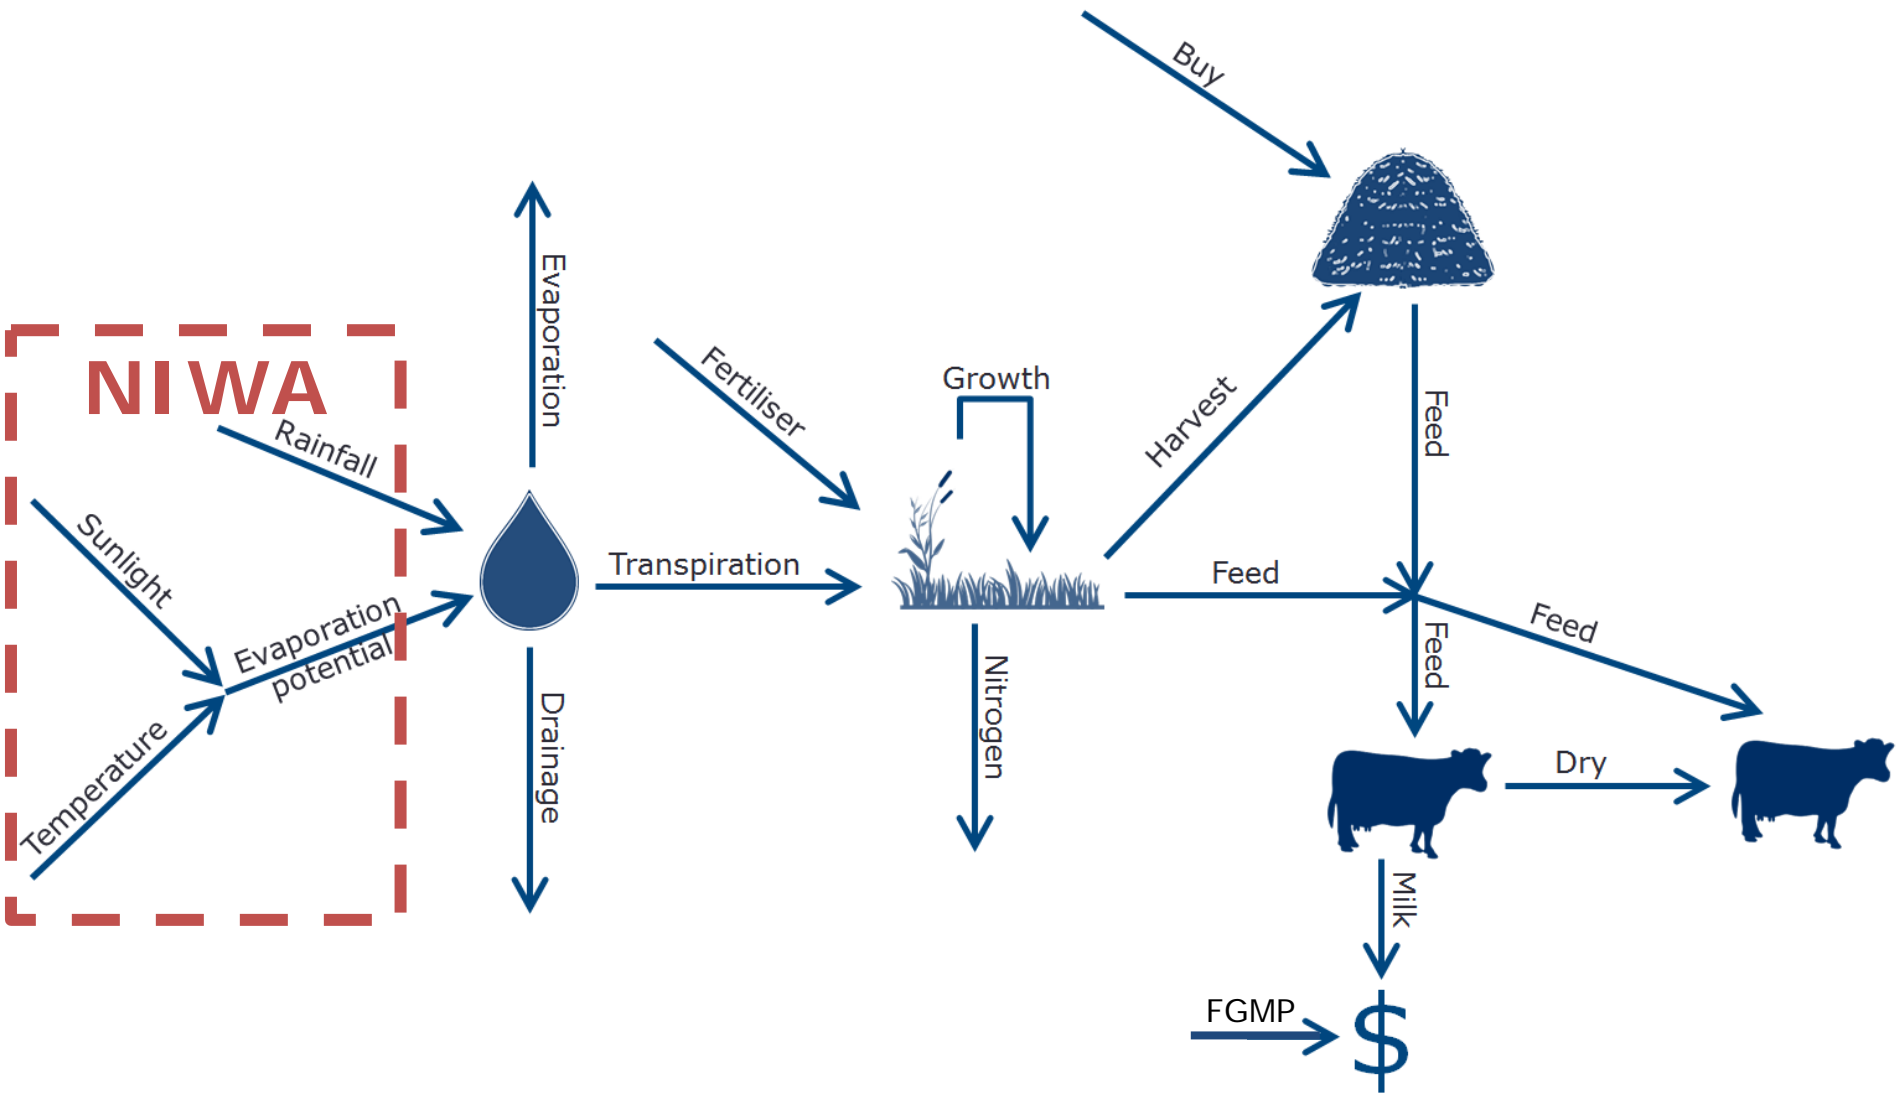 Buy
Evaporation
NIWA
Rainfall
Fertiliser
Growth
Harvest
Feed
Sunlight
Transpiration
Feed
Evaporation
potential
Feed
Feed
Nitrogen
Temperature
Drainage
Dry
Milk
FGMP
$